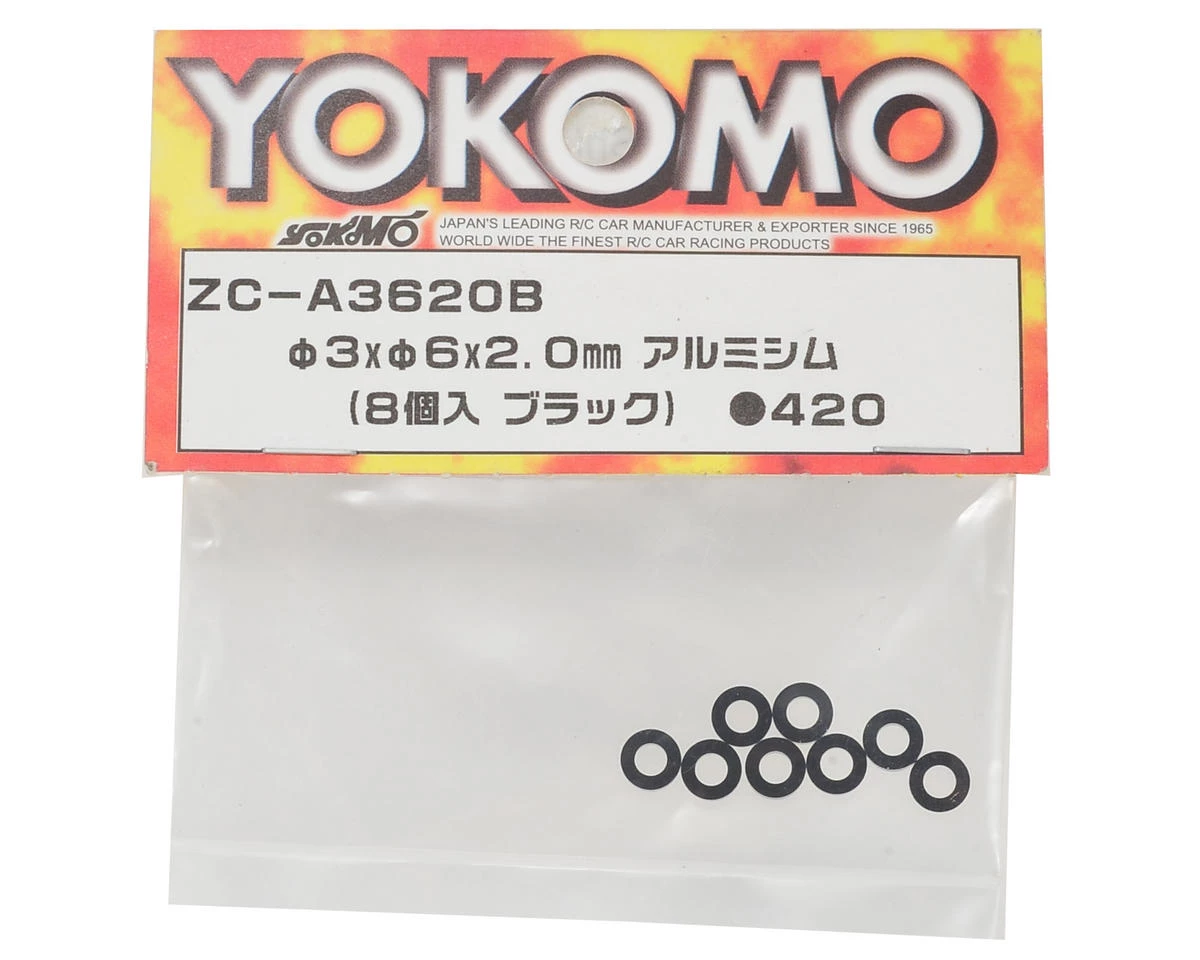 YOKOMO
YOKOMO JAPAN'S LEADING R/C CAR MANUFACTURER & EXPORTER SINCE 1965
WORLD WIDE THE FINEST R/C CAR RACING PRODUCTS
ZC-A3620B
φ3xφ6x2.0㎜ アルミシム
(8個入 ブラック) ●420